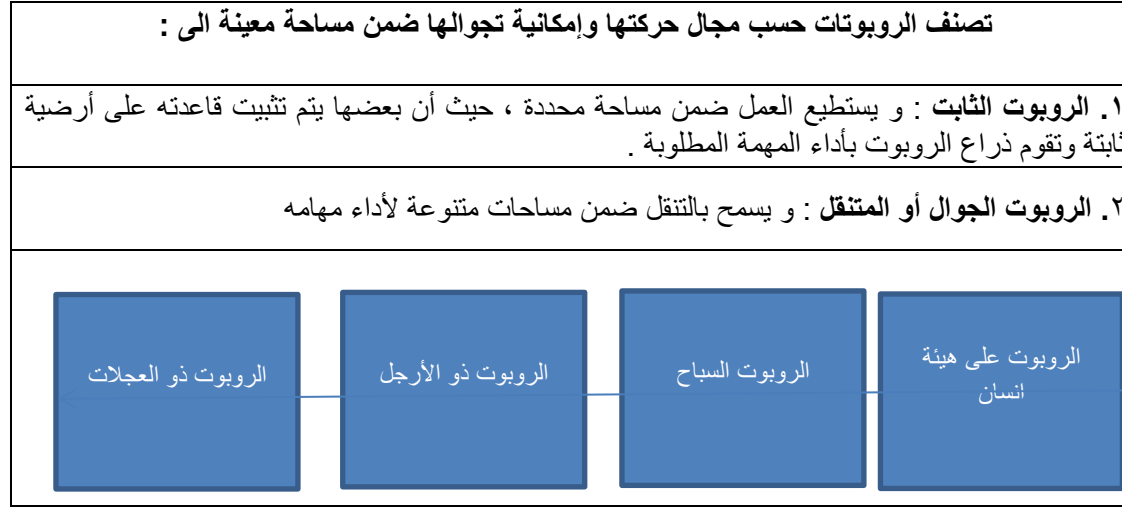 تصنف الروبوتات حسب مجال حركتها وإمكانية تجوالها ضمن مساحة معينة الى :
١. الروبوت الثابت : و يستطيع العمل ضمن مساحة محددة ، حيث أن بعضها يتم تثبيت قاعدته على أرضية
ثابتة وتقوم ذراع الروبوت بأداء المهمة المطلوبة .
٢. الروبوت الجوال أو المتنقل : و يسمح بالتنقل ضمن مساحات متنوعة لأداء مهامه
الروبوت على هيئة
انسان
الروبوت السباح
الروبوت ذو الأرجل
الروبوت ذو العجلات